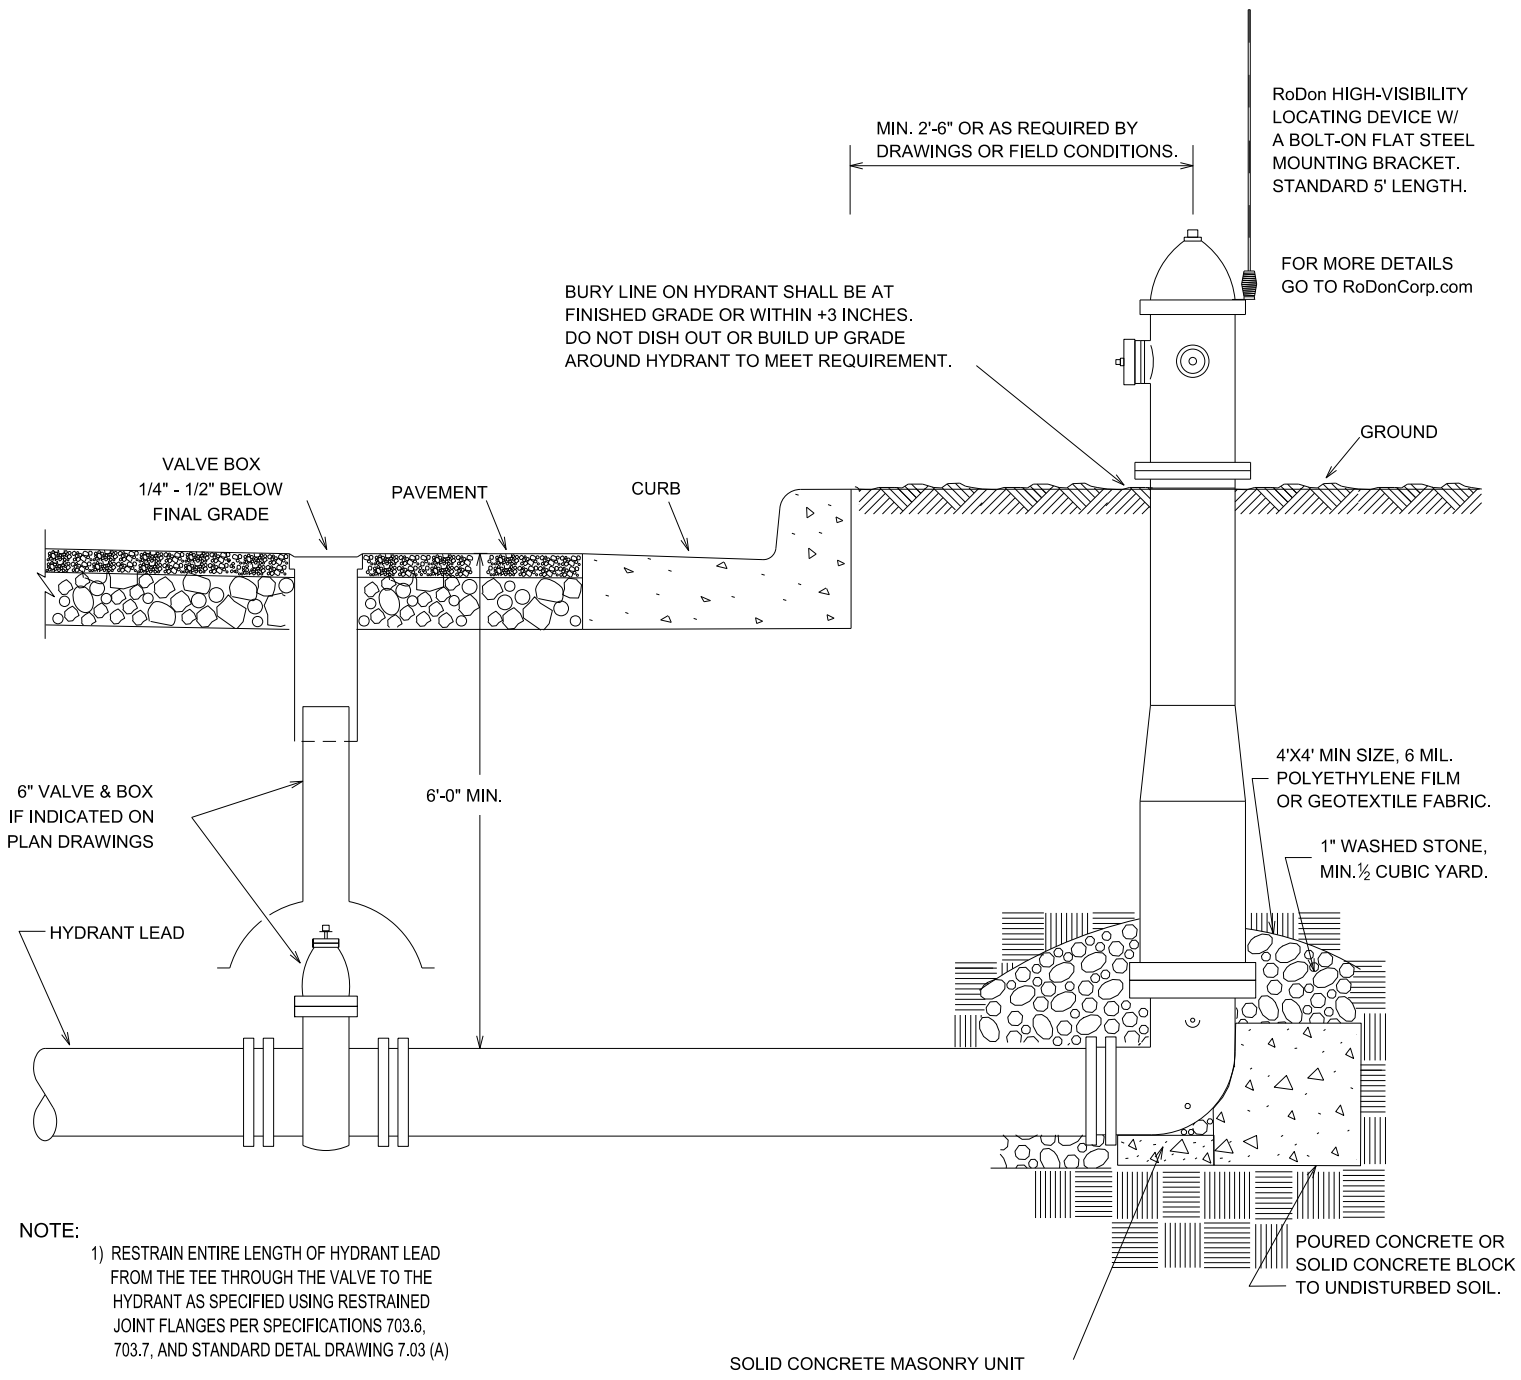 RoDon HIGH-VISIBILITY
LOCATING DEVICE W/
A BOLT-ON FLAT STEEL
MOUNTING BRACKET.
STANDARD 5' LENGTH.
MIN. 2'-6" OR AS REQUIRED BY
DRAWINGS OR FIELD CONDITIONS.
FOR MORE DETAILS
GO TO RoDonCorp.com
BURY LINE ON HYDRANT SHALL BE AT
FINISHED GRADE OR WITHIN +3 INCHES.
DO NOT DISH OUT OR BUILD UP GRADE
AROUND HYDRANT TO MEET REQUIREMENT.
GROUND
VALVE BOX
1/4" - 1/2" BELOW
FINAL GRADE
PAVEMENT
CURB
4'X4' MIN SIZE, 6 MIL.
POLYETHYLENE FILM
OR GEOTEXTILE FABRIC.
6" VALVE & BOX
IF INDICATED ON
PLAN DRAWINGS
6'-0" MIN.
1" WASHED STONE,
MIN. ½ CUBIC YARD.
HYDRANT LEAD
NOTE:
1) RESTRAIN ENTIRE LENGTH OF HYDRANT LEAD
FROM THE TEE THROUGH THE VALVE TO THE
HYDRANT AS SPECIFIED USING RESTRAINED
JOINT FLANGES PER SPECIFICATIONS 703.6,
703.7, AND STANDARD DETAL DRAWING 7.03 (A)
POURED CONCRETE OR
SOLID CONCRETE BLOCK
TO UNDISTURBED SOIL.
SOLID CONCRETE MASONRY UNIT